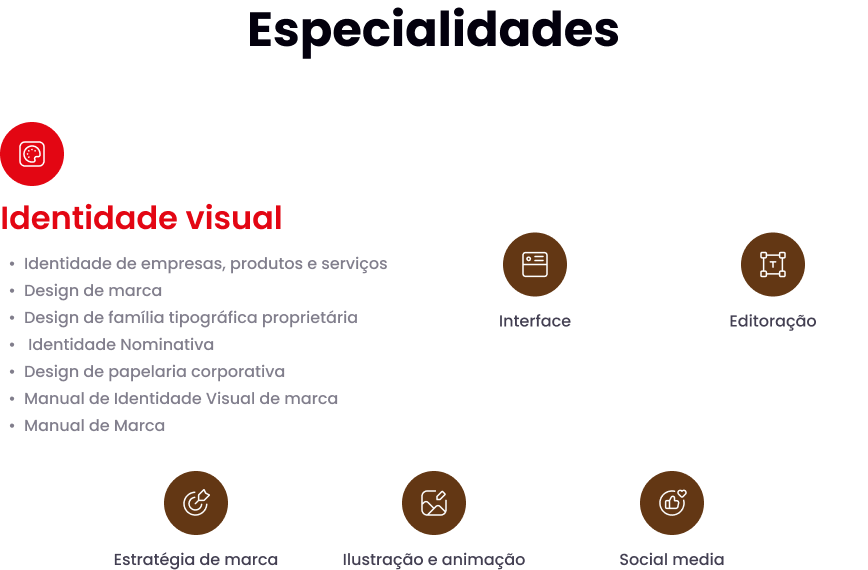 Especialidades
Identidade visual
• Identidade de empresas, produtos e serviços
• Design de marca
• Design de família tipográfica proprietária
• Identidade Nominativa
• Design de papelaria corporativa
• Manual de Identidade Visual de marca
• Manual de Marca
Interface
T
Editoração
Estratégia de marca
Ilustração e animação
Social media